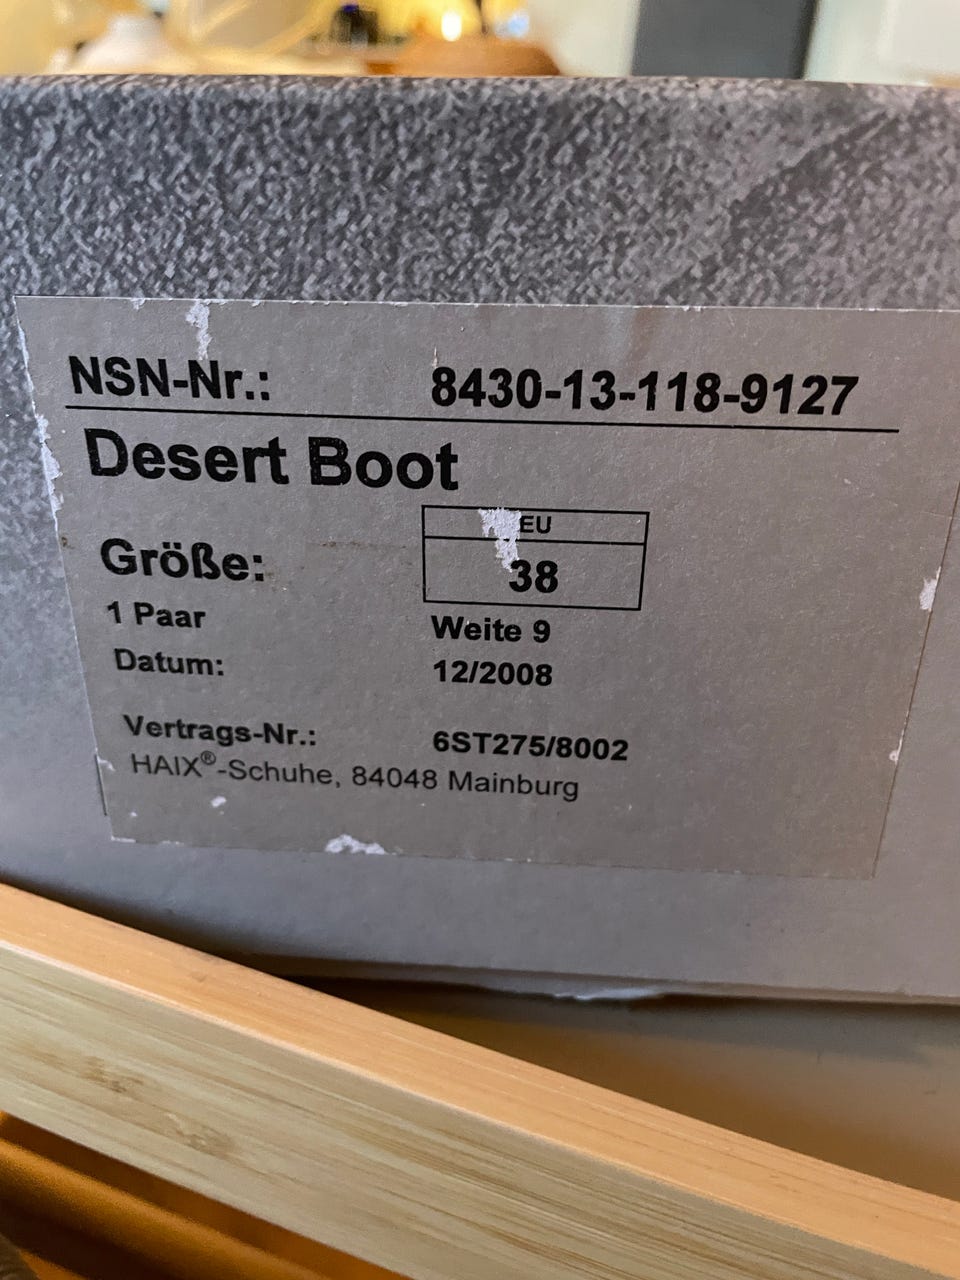 NSN-Nr.: 8430-13-118-9127
Desert Boot
EU
Größe: 38
1 Paar Weite 9
Datum: 12/2008
Vertrags-Nr.: 6ST275/8002
HAIX®-Schuhe, 84048 Mainburg